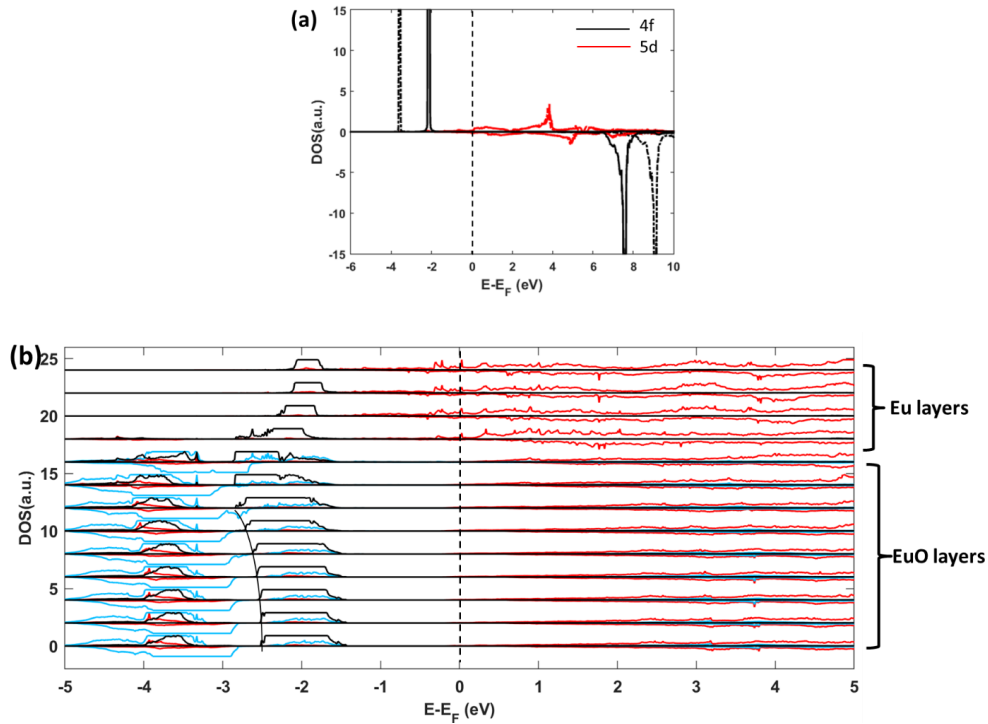 (a)
15
10
5
0
-5
-10
-15
DOS(a.u.)
4f
5d
-6 -4 -2 0 2 4 6 8 10
E-E_F (eV)
(b)
25
20
15
10
5
0
DOS(a.u.)
Eu layers
EuO layers
-5 -4 -3 -2 -1 0 1 2 3 4 5
E-E_F (eV)